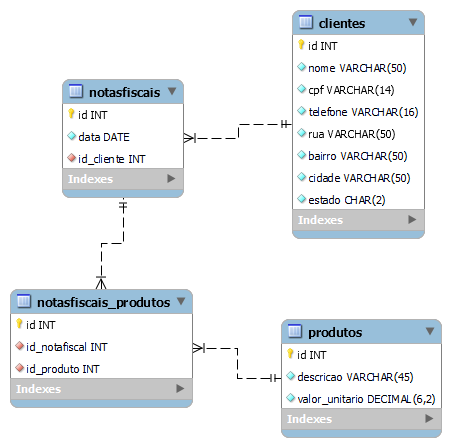 clientes
id INT
nome VARCHAR(50)
cpf VARCHAR(14)
telefone VARCHAR(16)
rua VARCHAR(50)
bairro VARCHAR(50)
cidade VARCHAR(50)
estado CHAR(2)
Indexes
notasfiscais
id INT
data DATE
id_cliente INT
Indexes
notasfiscais_produtos
id INT
id_notafiscal INT
id_produto INT
Indexes
produtos
id INT
descricao VARCHAR(45)
valor_unitario DECIMAL(6,2)
Indexes